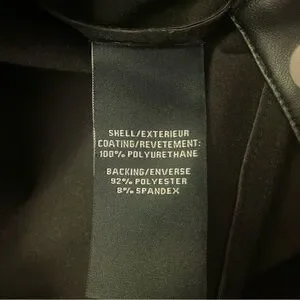 SHELL/EXTERIEUR
COATING/REVETEMENT:
100% POLYURETHANE
BACKING/ENVERSE
92% POLYESTER
8% SPANDEX